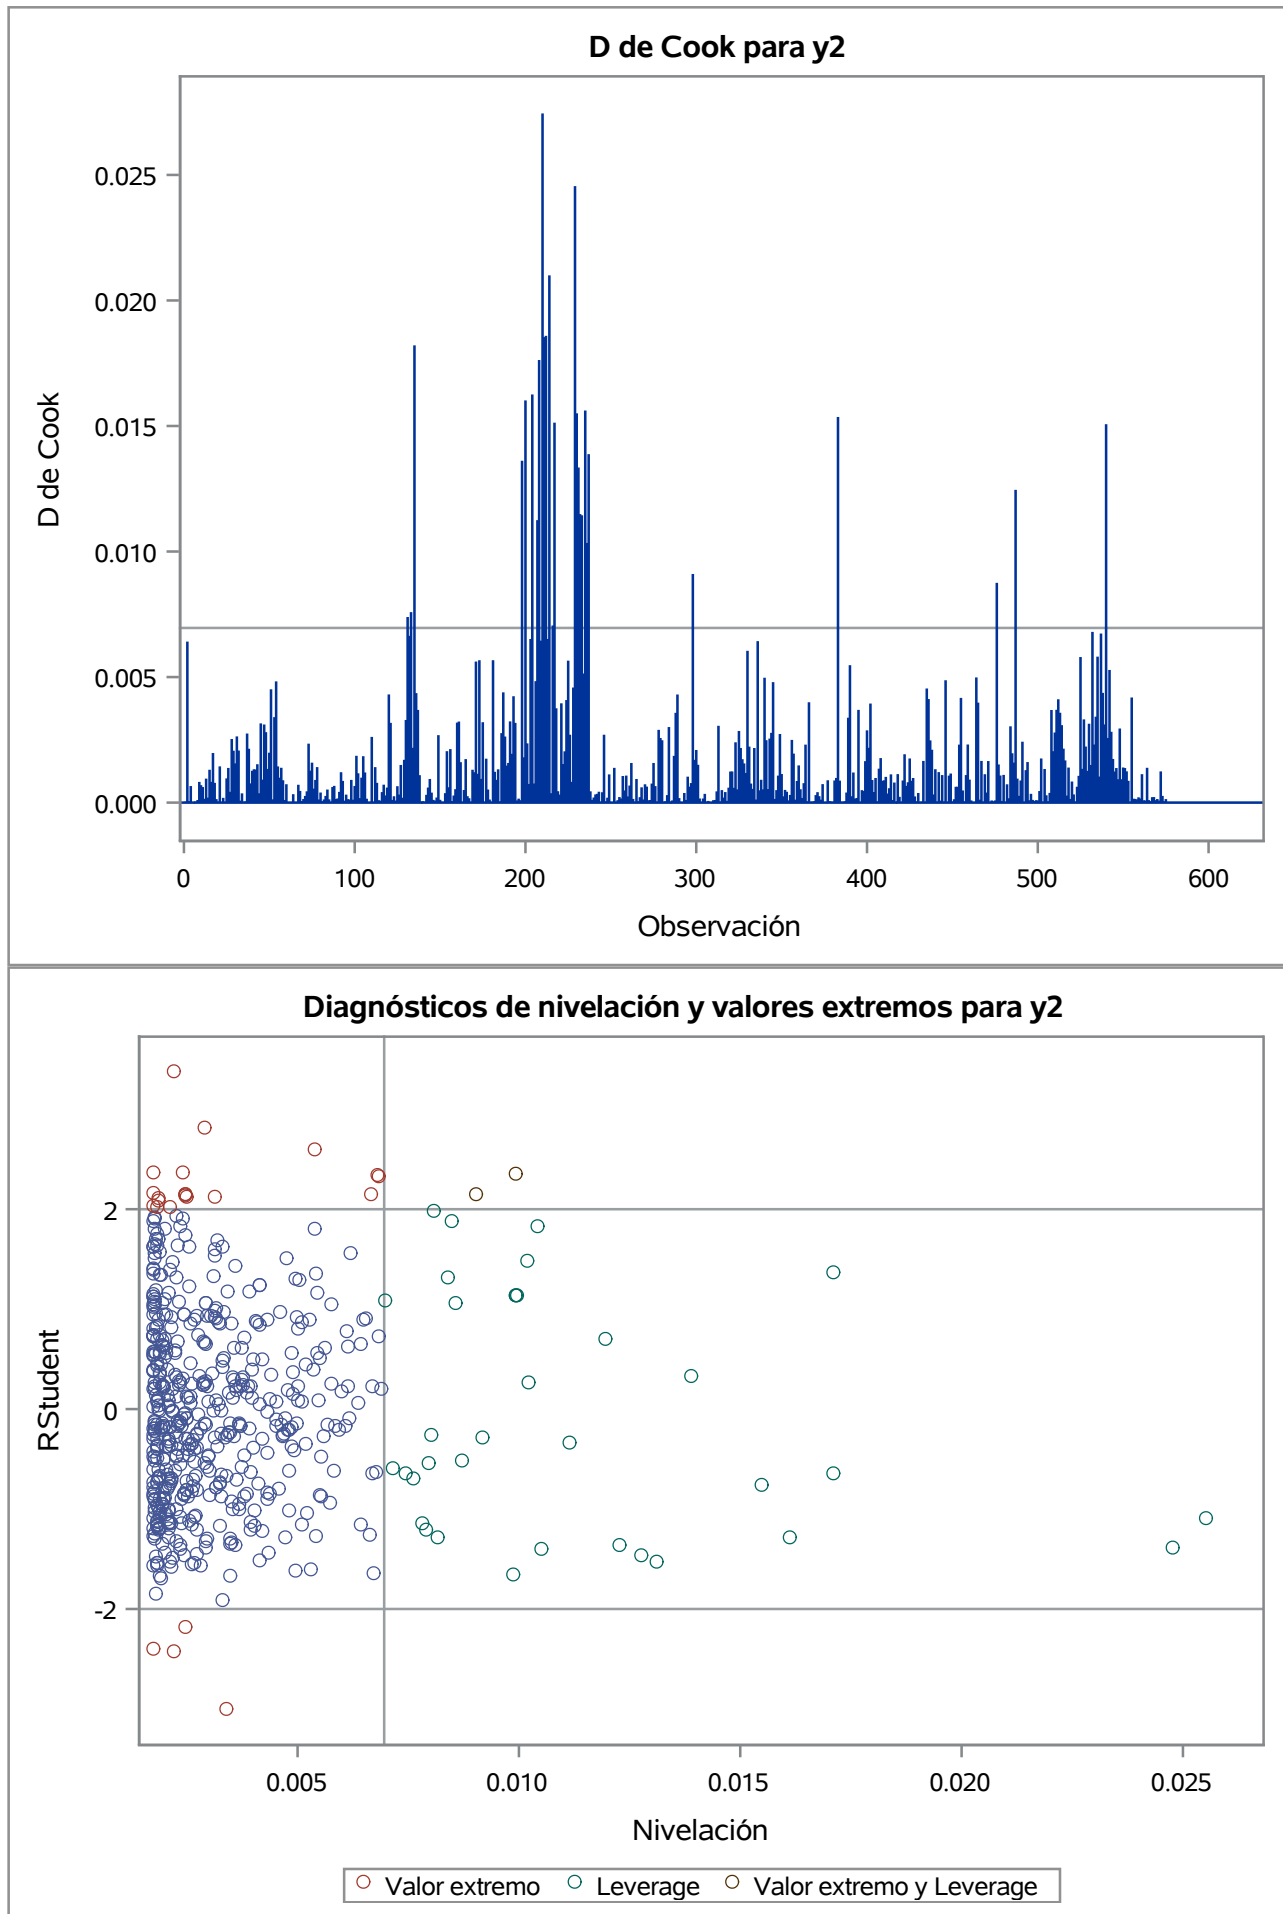 D de Cook para y2
0.025
0.020
0.015
0.010
0.005
0.000
D de Cook
0 100 200 300 400 500 600
Observación
Diagnósticos de nivelación y valores extremos para y2
2
0
-2
RStudent
0.005 0.010 0.015 0.020 0.025
Nivelación
Valor extremo Leverage Valor extremo y Leverage